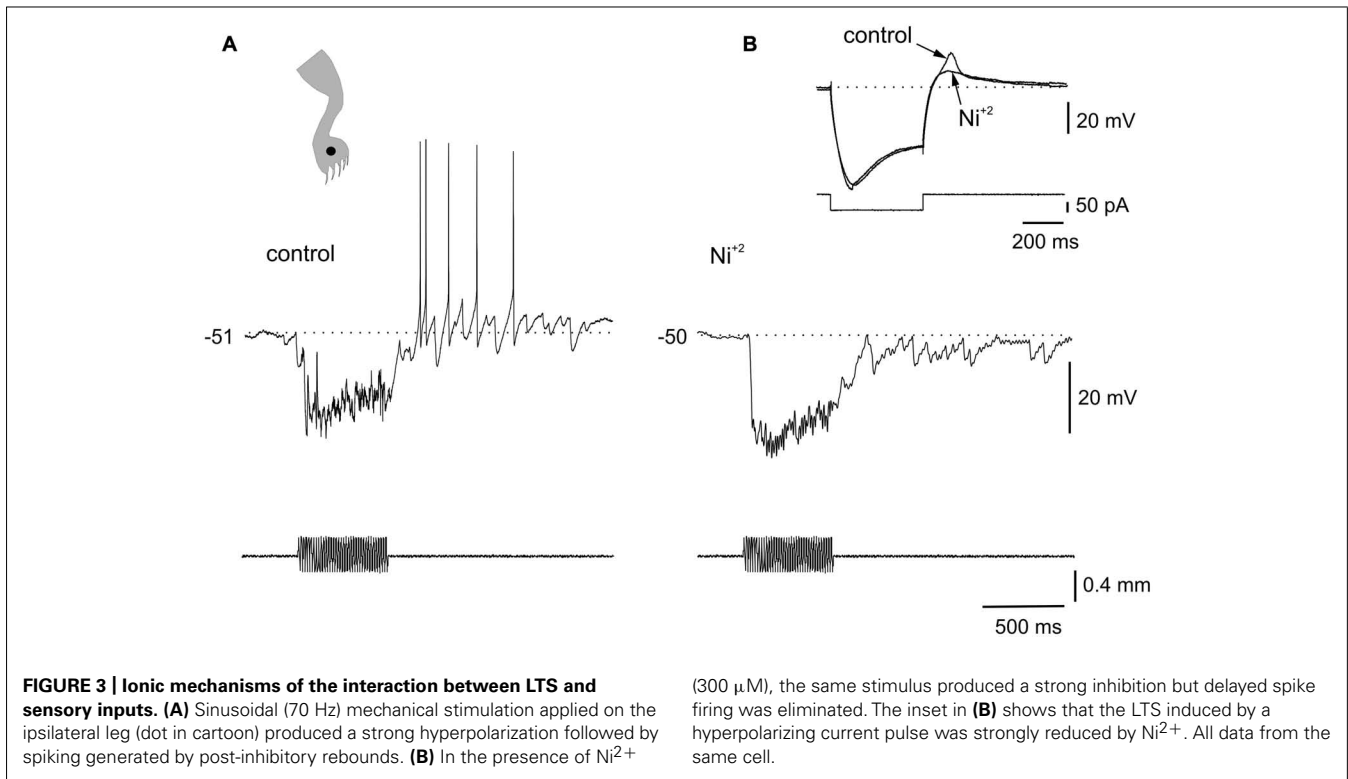 A
control
-51
B
control
Ni+2
20 mV
50 pA
200 ms
Ni+2
-50
20 mV
0.4 mm
500 ms
FIGURE 3 | Ionic mechanisms of the interaction between LTS and
sensory inputs. (A) Sinusoidal (70 Hz) mechanical stimulation applied on the
ipsilateral leg (dot in cartoon) produced a strong hyperpolarization followed by
spiking generated by post-inhibitory rebounds. (B) In the presence of Ni2+
(300 μM), the same stimulus produced a strong inhibition but delayed spike
firing was eliminated. The inset in (B) shows that the LTS induced by a
hyperpolarizing current pulse was strongly reduced by Ni2+. All data from the
same cell.